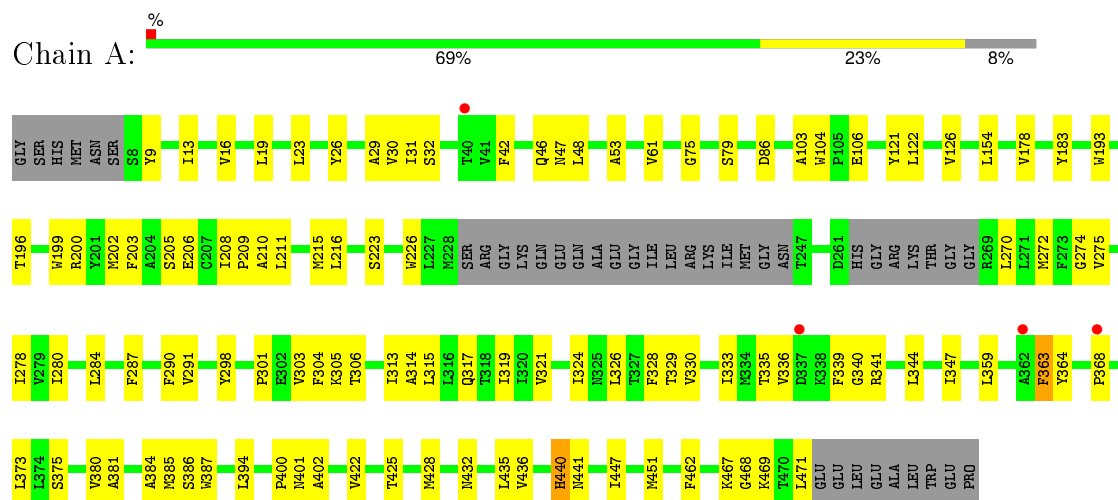 %
Chain A:
69% 23% 8%
GLY SER HIS MET ASN SER S8 Y9 I13 V16 L19 L23 Y26 A29 V30 I31 S32 T40 V41 F42 Q46 N47 L48 A53 V61 G75 S79 D86 A103 W104 P105 E106 Y121 L122 V126 L154 V178 Y183 W193
T196 W199 R200 Y201 M202 F203 A204 S205 E206 C207 I208 P209 A210 L211 M215 L216 S223 W226 L227 M228 SER ARG GLY LYS GLN GLU GLN ALA GLU GLY ILE LEU ARG LYS ILE MET GLY ASN T247 D261 HIS GLY ARG LYS THR GLY GLY R269 L270 L271 M272 F273 G274 V275
I278 V279 I280 L284 F287 F290 V291 Y298 P301 E302 V303 F304 K305 T306 I313 A314 L315 L316 Q317 T318 I319 I320 V321 I324 N325 L326 T327 F328 T329 V330 I333 M334 T335 V336 D337 K338 F339 G340 R341 L344 I347 L359 A362 F363 Y364 P368
L373 L374 S375 V380 A381 A384 M385 S386 W387 L394 P400 N401 A402 V422 T425 M428 N432 L435 V436 H440 N441 I447 M451 F462 K467 G468 K469 T470 L471 GLU GLU LEU GLU ALA LEU TRP GLU PRO